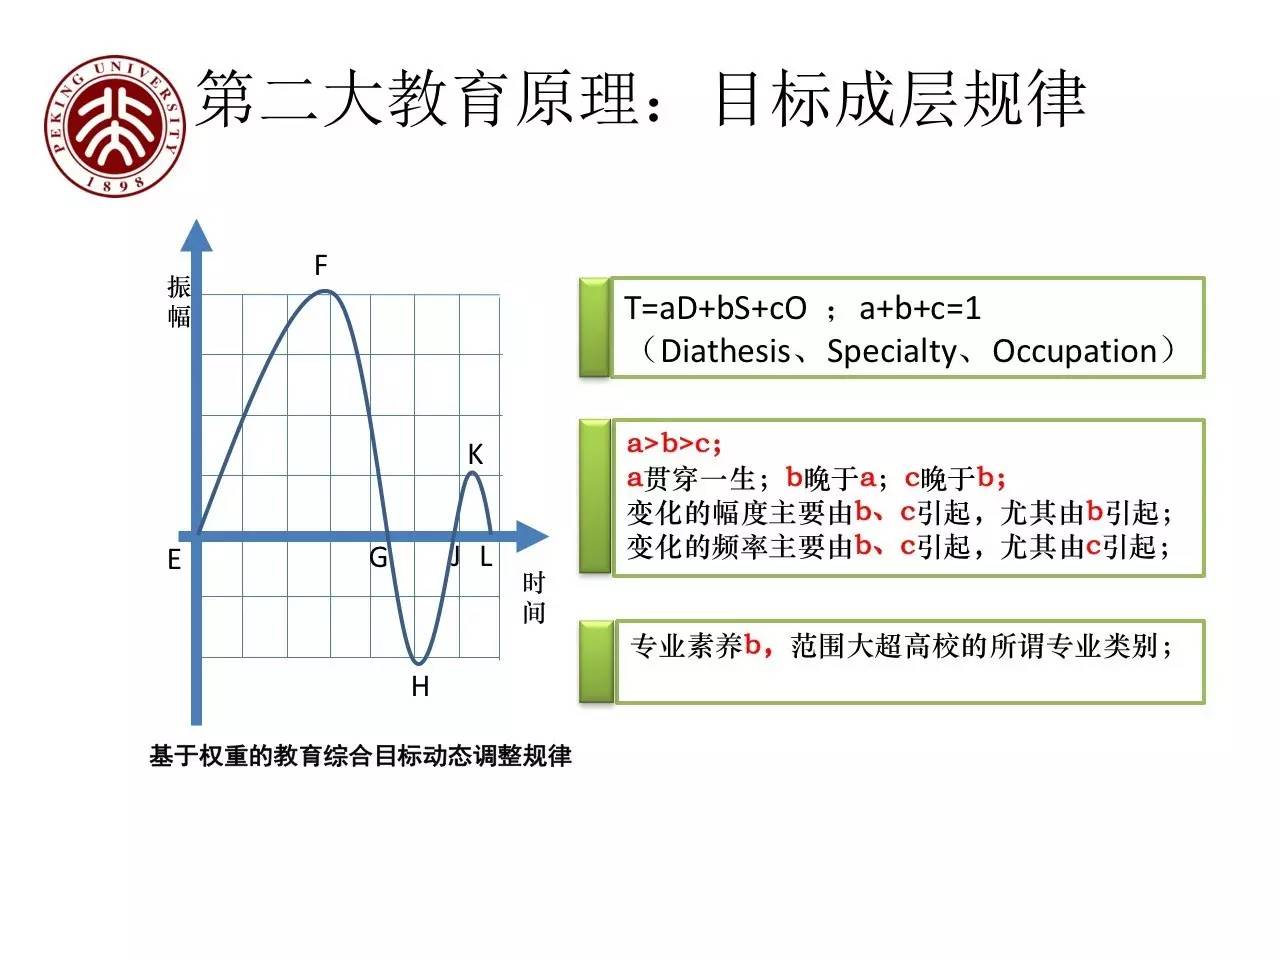 PEKING UNIVERSITY
1898
第二大教育原理：目标成层规律
振幅
F
K
E
G
J
L
时间
H
基于权重的教育综合目标动态调整规律
T=aD+bS+cO ；a+b+c=1
（Diathesis、Specialty、Occupation）
a>b>c；
a贯穿一生；b晚于a；c晚于b；
变化的幅度主要由b、c引起，尤其由b引起；
变化的频率主要由b、c引起，尤其由c引起；
专业素养b，范围大超高校的所谓专业类别；